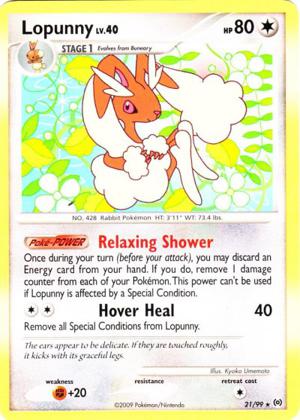 Lopunny LV.40 HP 80
STAGE 1 Evolves from Buneary
NO. 428 Rabbit Pokémon HT: 3'11" WT: 73.4 lbs.
Poké-POWER Relaxing Shower
Once during your turn (before your attack), you may discard an
Energy card from your hand. If you do, remove 1 damage
counter from each of your Pokémon. This power can't be used
if Lopunny is affected by a Special Condition.
Hover Heal 40
Remove all Special Conditions from Lopunny.
The ears appear to be delicate. If they are touched roughly,
it kicks with its graceful legs.
Illus. Kyoko Umemoto
weakness resistance retreat cost
+20
©2009 Pokémon/Nintendo 21/99 ★